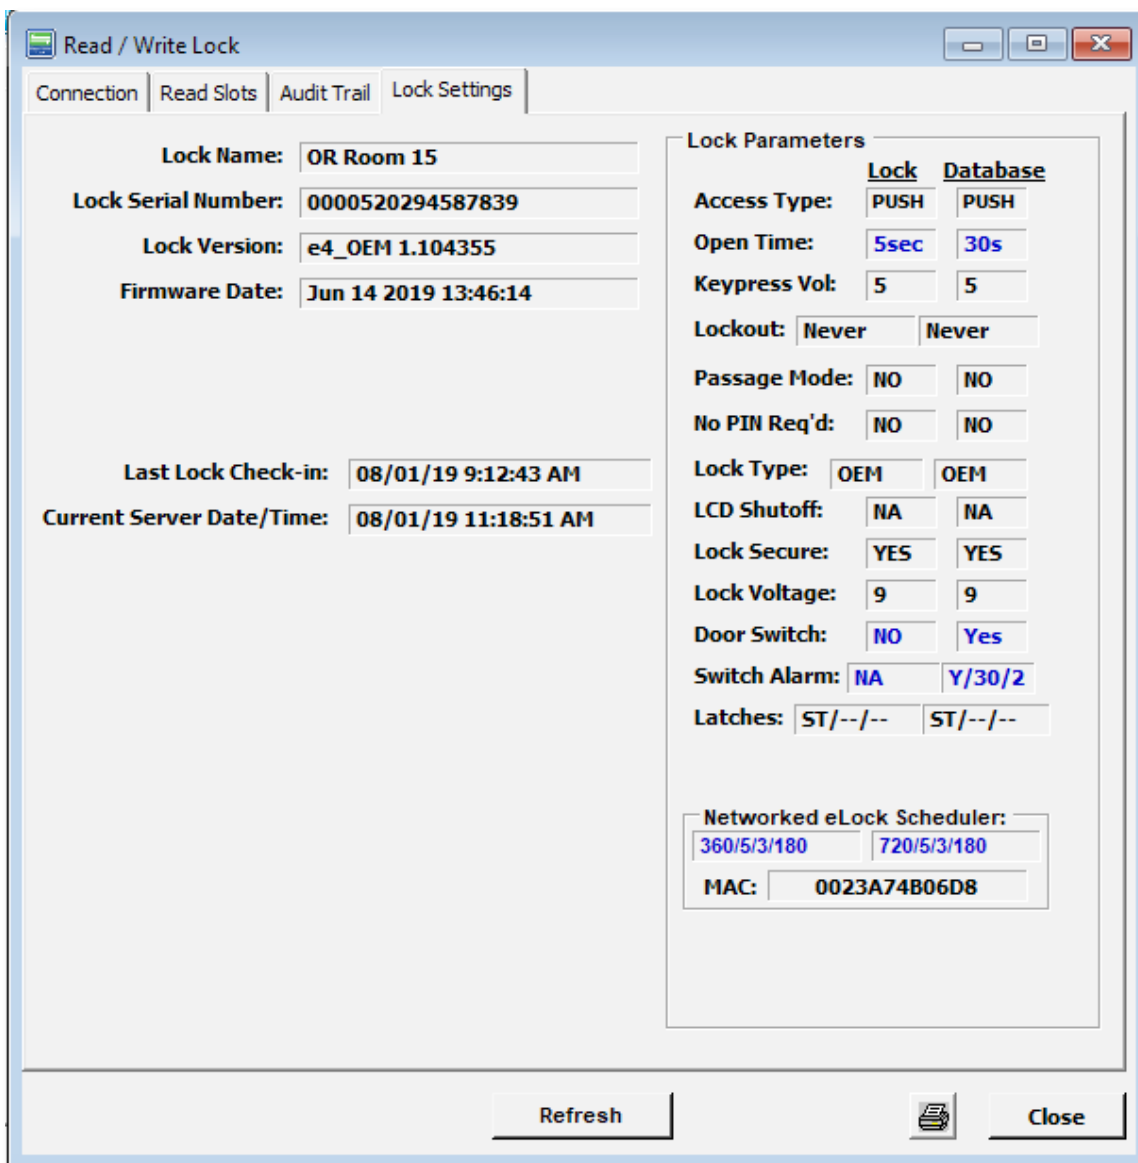 Read / Write Lock
Connection Read Slots Audit Trail Lock Settings
Lock Name: OR Room 15
Lock Serial Number: 0000520294587839
Lock Version: e4_OEM 1.104355
Firmware Date: Jun 14 2019 13:46:14
Last Lock Check-in: 08/01/19 9:12:43 AM
Current Server Date/Time: 08/01/19 11:18:51 AM
Lock Parameters
Lock Database
Access Type: PUSH PUSH
Open Time: 5sec 30s
Keypress Vol: 5 5
Lockout: Never Never
Passage Mode: NO NO
No PIN Req'd: NO NO
Lock Type: OEM OEM
LCD Shutoff: NA NA
Lock Secure: YES YES
Lock Voltage: 9 9
Door Switch: NO Yes
Switch Alarm: NA Y/30/2
Latches: ST/--/-- ST/--/--
Networked eLock Scheduler:
360/5/3/180 720/5/3/180
MAC: 0023A74B06D8
Refresh Close